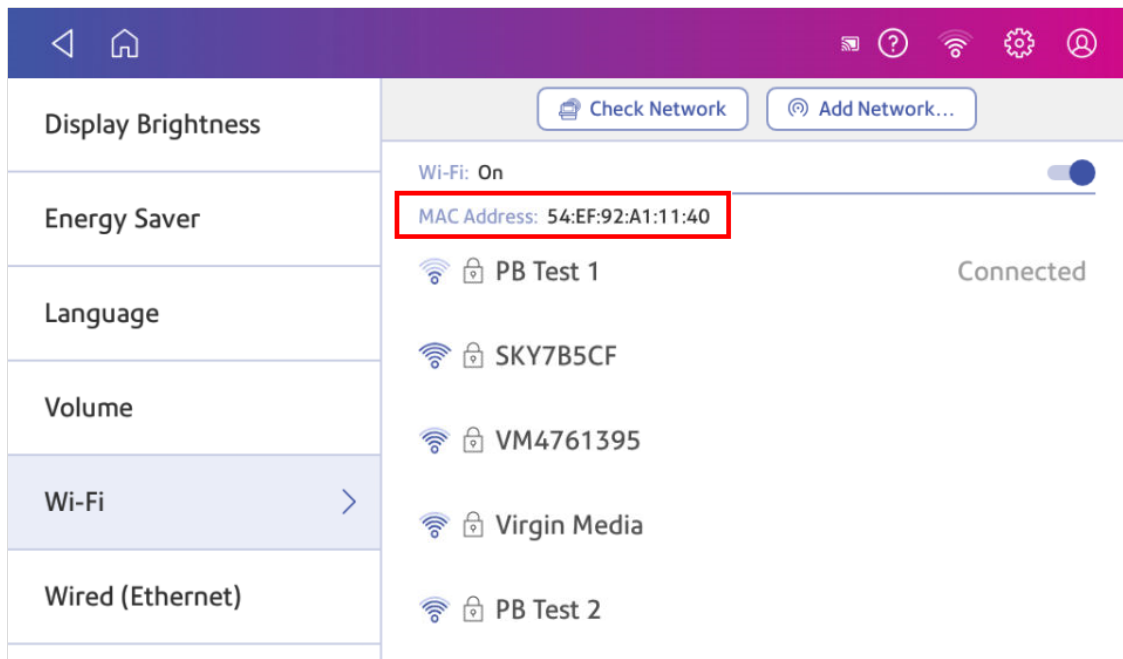 Display Brightness
Energy Saver
Language
Volume
Wi-Fi
Wired (Ethernet)
Check Network
Add Network...
Wi-Fi: On
MAC Address: 54:EF:92:A1:11:40
PB Test 1 Connected
SKY7B5CF
VM4761395
Virgin Media
PB Test 2